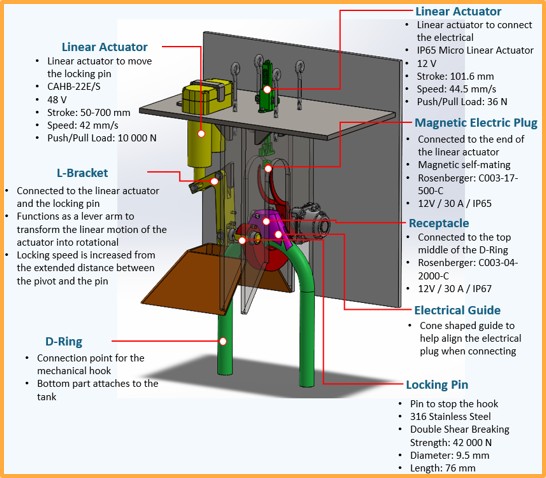 Linear Actuator
• Linear actuator to move
the locking pin
• CAHB-22E/S
• 48 V
• Stroke: 50-700 mm
• Speed: 42 mm/s
• Push/Pull Load: 10 000 N
L-Bracket
• Connected to the linear actuator
and the locking pin
• Functions as a lever arm to
transform the linear motion of the
actuator into rotational
• Locking speed is increased from
the extended distance between
the pivot and the pin
D-Ring
• Connection point for the
mechanical hook
• Bottom part attaches to the
tank
Linear Actuator
• Linear actuator to connect
the electrical
• IP65 Micro Linear Actuator
• 12 V
• Stroke: 101.6 mm
• Speed: 44.5 mm/s
• Push/Pull Load: 36 N
Magnetic Electric Plug
• Connected to the end of
the linear actuator
• Magnetic self-mating
• Rosenberger: C003-17-
500-C
• 12V / 30 A / IP65
Receptacle
• Connected to the top
middle of the D-Ring
• Rosenberger: C003-04-
2000-C
• 12V / 30 A / IP67
Electrical Guide
• Cone shaped guide to
help align the electrical
plug when connecting
Locking Pin
• Pin to stop the hook
• 316 Stainless Steel
• Double Shear Breaking
Strength: 42 000 N
• Diameter: 9.5 mm
• Length: 76 mm